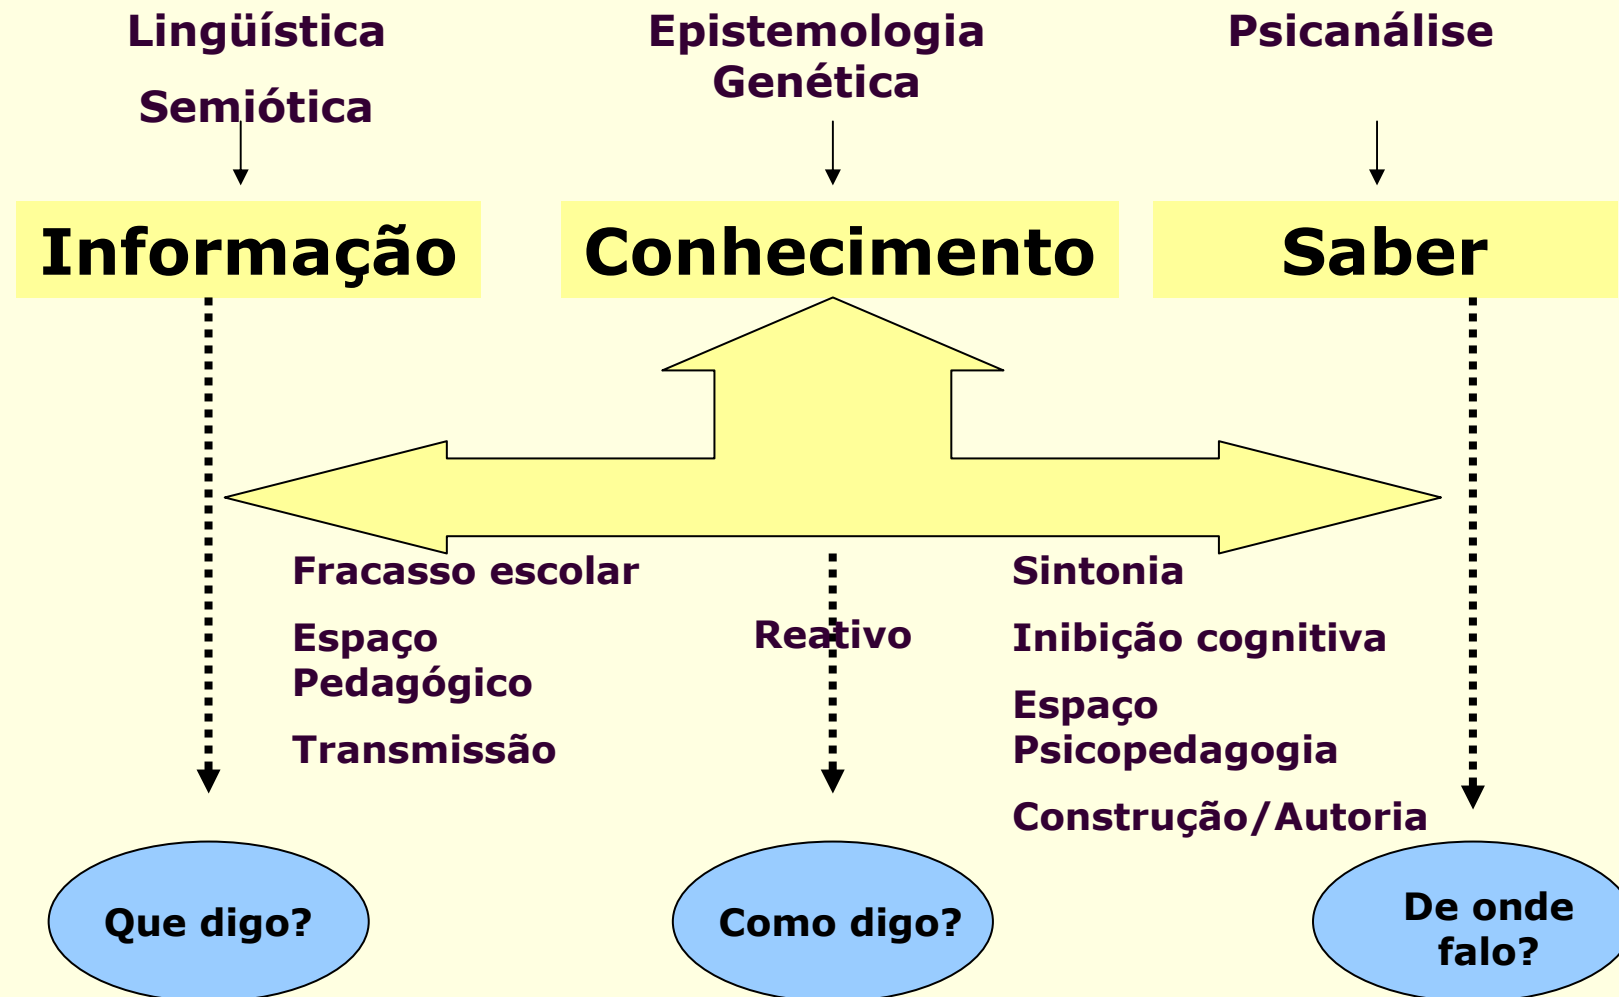 Lingüística
Semiótica
Epistemologia
Genética
Psicanálise
Informação
Conhecimento
Saber
Fracasso escolar
Espaço
Pedagógico
Transmissão
Reativo
Sintonia
Inibição cognitiva
Espaço
Psicopedagogia
Construção/Autoria
Que digo?
Como digo?
De onde
falo?